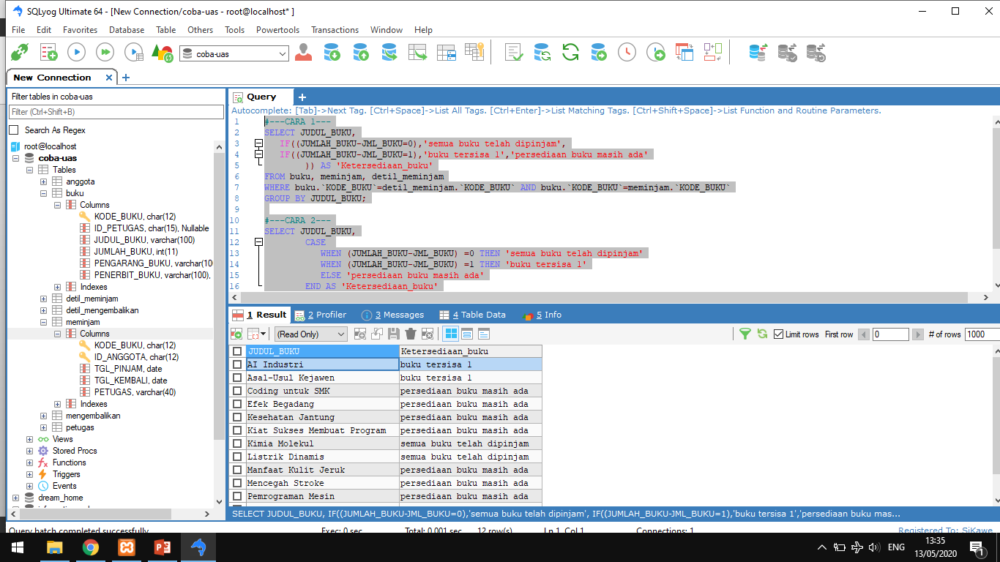 SQLyog Ultimate 64 - [New Connection/coba-uas - root@localhost* ]
File Edit Favorites Database Table Others Tools Powertools Transactions Window Help
coba-uas
New Connection
Filter tables in coba-uas
Filter (Ctrl+Shift+B)
Search As Regex
root@localhost
coba-uas
Tables
anggota
buku
Columns
KODE_BUKU, char(12)
ID_PETUGAS, char(15), Nullable
JUDUL_BUKU, varchar(100)
JUMLAH_BUKU, int(11)
PENGARANG_BUKU, varchar(100
PENERBIT_BUKU, varchar(100),
Indexes
detil_meminjam
detil_mengembalikan
meminjam
Columns
KODE_BUKU, char(12)
ID_ANGGOTA, char(12)
TGL_PINJAM, date
TGL_KEMBALI, date
PETUGAS, varchar(40)
Indexes
mengembalikan
petugas
Views
Stored Procs
Functions
Triggers
Events
dream_home
Query
Autocomplete: [Tab]->Next Tag. [Ctrl+Space]->List All Tags. [Ctrl+Enter]->List Matching Tags. [Ctrl+Shift+Space]->List Function and Routine Parameters.
1 #---CARA 1---
2 SELECT JUDUL_BUKU,
3 IF((JUMLAH_BUKU-JML_BUKU=0),'semua buku telah dipinjam',
4 IF((JUMLAH_BUKU-JML_BUKU=1),'buku tersisa 1','persediaan buku masih ada'
5 )) AS 'Ketersediaan_buku'
6 FROM buku, meminjam, detil_meminjam
7 WHERE buku.`KODE_BUKU`=detil_meminjam.`KODE_BUKU` AND buku.`KODE_BUKU`=meminjam.`KODE_BUKU`
8 GROUP BY JUDUL_BUKU;
9
10 #---CARA 2---
11 SELECT JUDUL_BUKU,
12 CASE
13 WHEN (JUMLAH_BUKU-JML_BUKU) =0 THEN 'semua buku telah dipinjam'
14 WHEN (JUMLAH_BUKU-JML_BUKU) =1 THEN 'buku tersisa 1'
15 ELSE 'persediaan buku masih ada'
16 END AS 'Ketersediaan_buku'
1 Result 2 Profiler 3 Messages 4 Table Data 5 Info
(Read Only) Limit rows First row 0 # of rows 1000
JUDUL_BUKU Ketersediaan_buku
AI Industri buku tersisa 1
Asal-Usul Kejawen buku tersisa 1
Coding untuk SMK persediaan buku masih ada
Efek Begadang persediaan buku masih ada
Kesehatan Jantung persediaan buku masih ada
Kiat Sukses Membuat Program persediaan buku masih ada
Kimia Molekul semua buku telah dipinjam
Listrik Dinamis semua buku telah dipinjam
Manfaat Kulit Jeruk persediaan buku masih ada
Mencegah Stroke persediaan buku masih ada
Pemrograman Mesin persediaan buku masih ada
SELECT JUDUL_BUKU, IF((JUMLAH_BUKU-JML_BUKU=0),'semua buku telah dipinjam', IF((JUMLAH_BUKU-JML_BUKU=1),'buku tersisa 1','persediaan buku mas...
Query batch completed successfully Exec: 0 sec Total: 0.001 sec 12 row(s) Ln 1, Col 1 Connections: 1 Registered To: SiKawe
ENG
13:35
13/05/2020
1